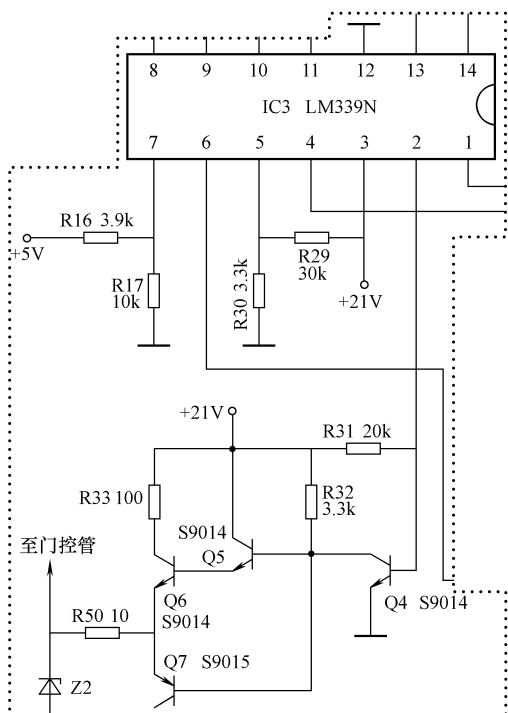 8 9 10 11 12 13 14
IC3 LM339N
7 6 5 4 3 2 1
R16 3.9k
+5V
R17
10k
R30 3.3k
R29
30k
+21V
+21V
R31 20k
R33 100
R32
3.3k
S9014
Q5
至门控管
Q6
S9014
Q4 S9014
R50 10
Q7 S9015
Z2